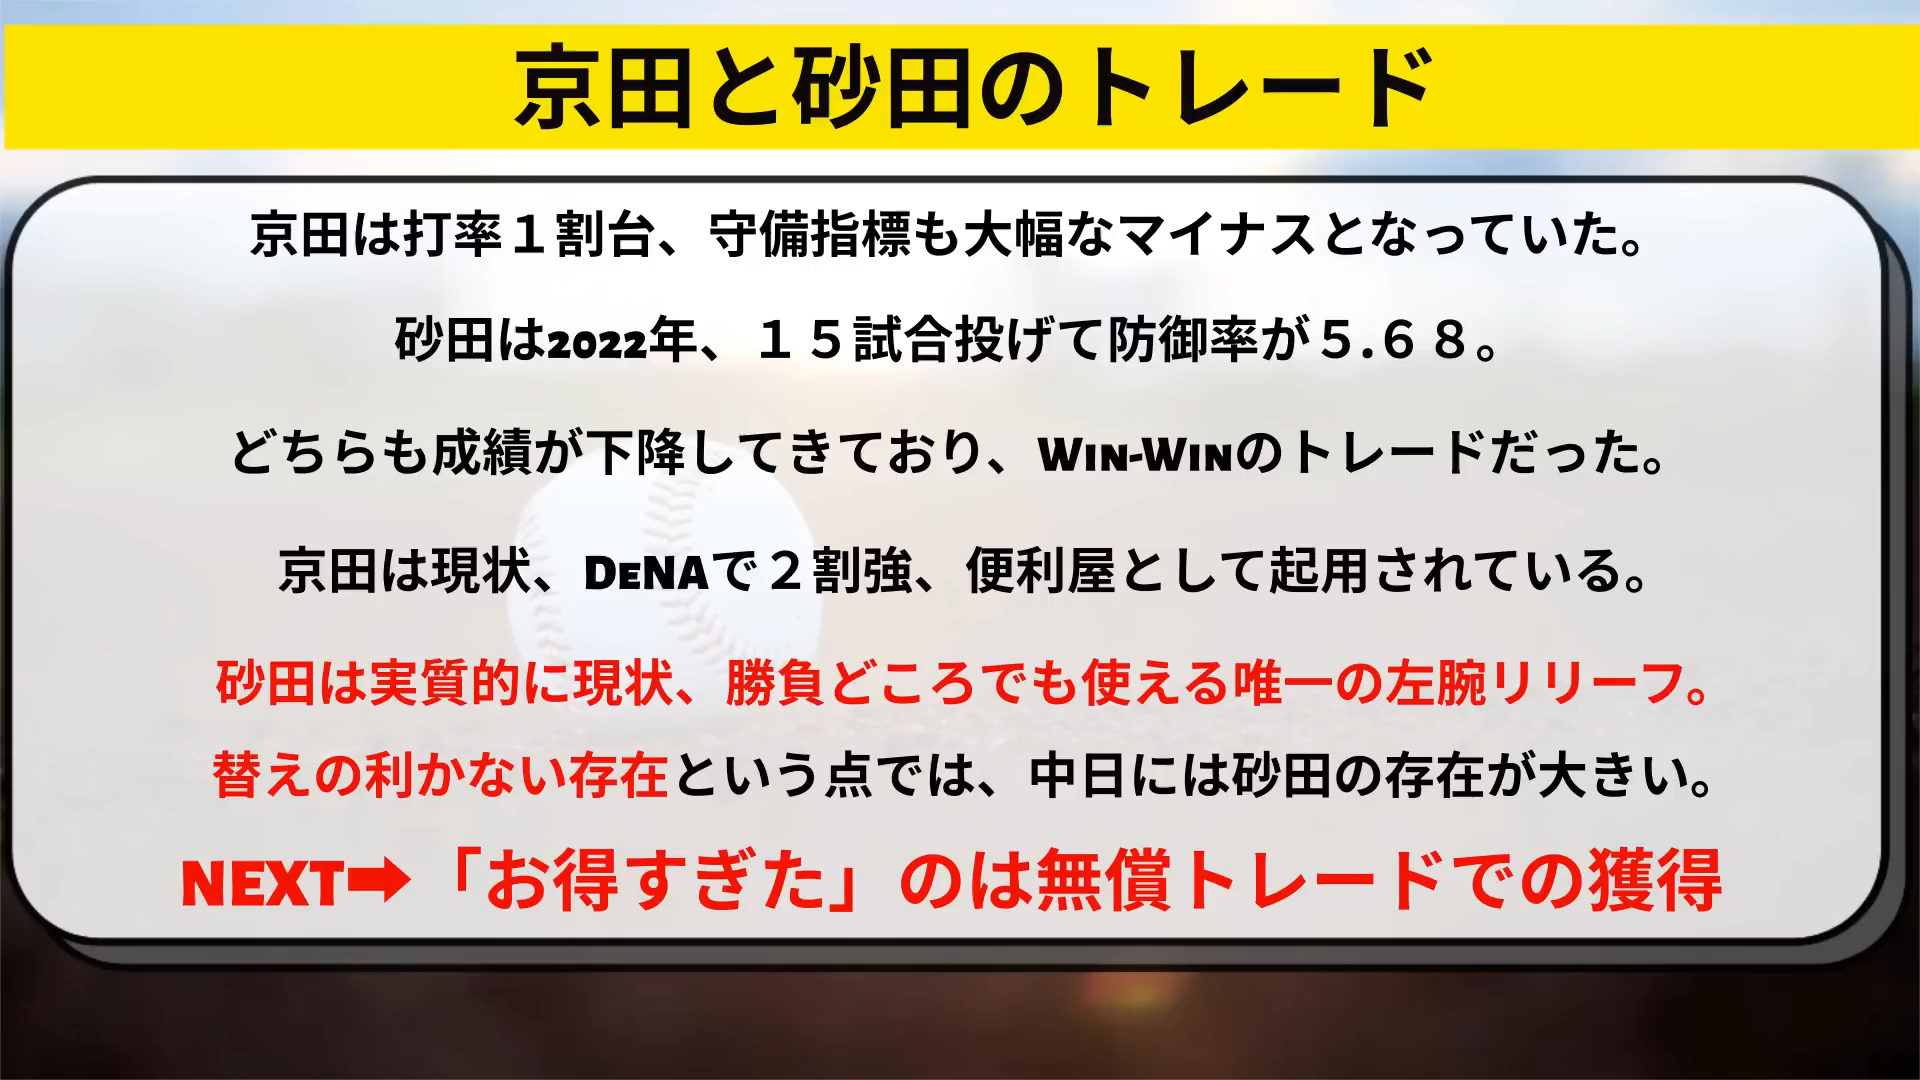 京田と砂田のトレード
京田は打率１割台、守備指標も大幅なマイナスとなっていた。
砂田は2022年、１５試合投げて防御率が５.６８。
どちらも成績が下降してきており、Win-Winのトレードだった。
京田は現状、DeNAで２割強、便利屋として起用されている。
砂田は実質的に現状、勝負どころでも使える唯一の左腕リリーフ。
替えの利かない存在という点では、中日には砂田の存在が大きい。
NEXT➡「お得すぎた」のは無償トレードでの獲得